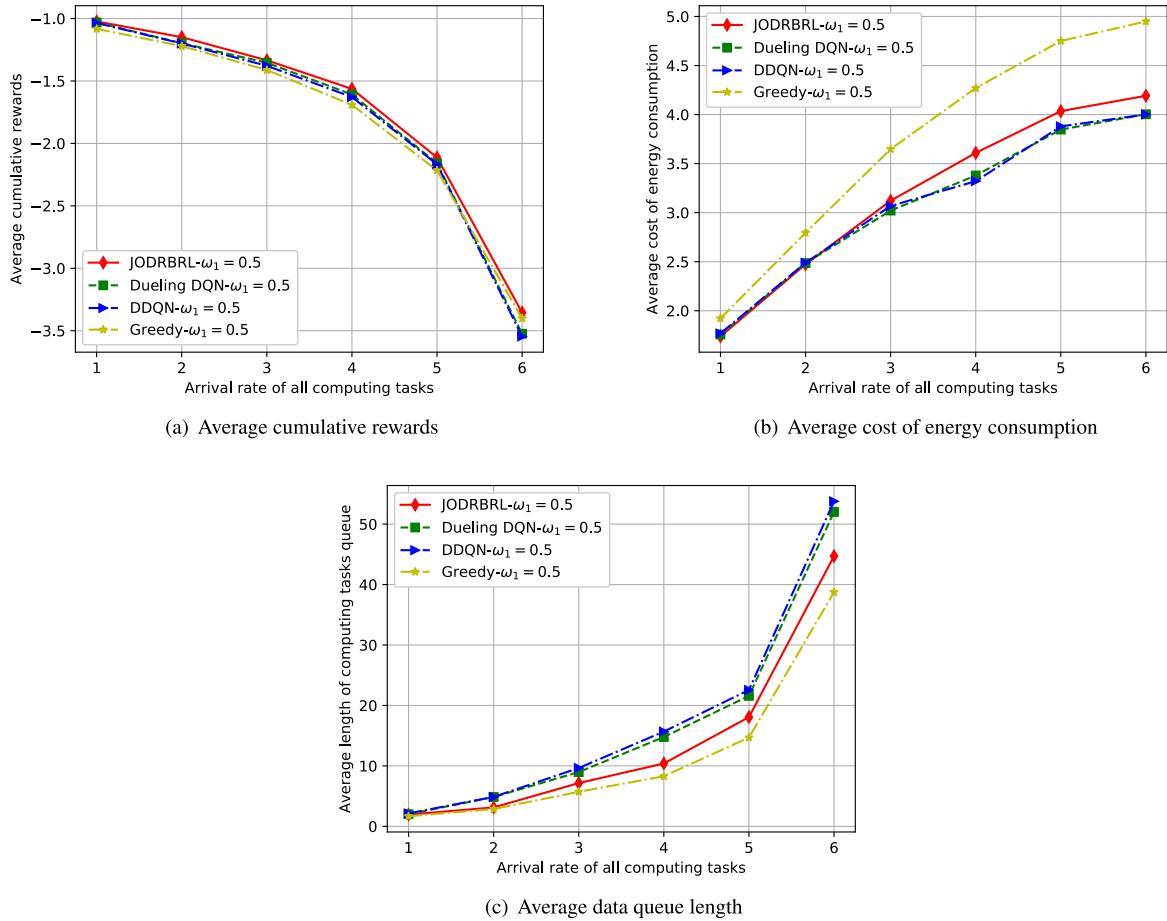 −1.0
−1.5
−2.0
−2.5
−3.0
−3.5
Average cumulative rewards
JODRBRL-ω₁ = 0.5
Dueling DQN-ω₁ = 0.5
DDQN-ω₁ = 0.5
Greedy-ω₁ = 0.5
1 2 3 4 5 6
Arrival rate of all computing tasks
(a) Average cumulative rewards
5.0
4.5
4.0
3.5
3.0
2.5
2.0
Average cost of energy consumption
JODRBRL-ω₁ = 0.5
Dueling DQN-ω₁ = 0.5
DDQN-ω₁ = 0.5
Greedy-ω₁ = 0.5
1 2 3 4 5 6
Arrival rate of all computing tasks
(b) Average cost of energy consumption
50
40
30
20
10
0
Average length of computing tasks queue
JODRBRL-ω₁ = 0.5
Dueling DQN-ω₁ = 0.5
DDQN-ω₁ = 0.5
Greedy-ω₁ = 0.5
1 2 3 4 5 6
Arrival rate of all computing tasks
(c) Average data queue length